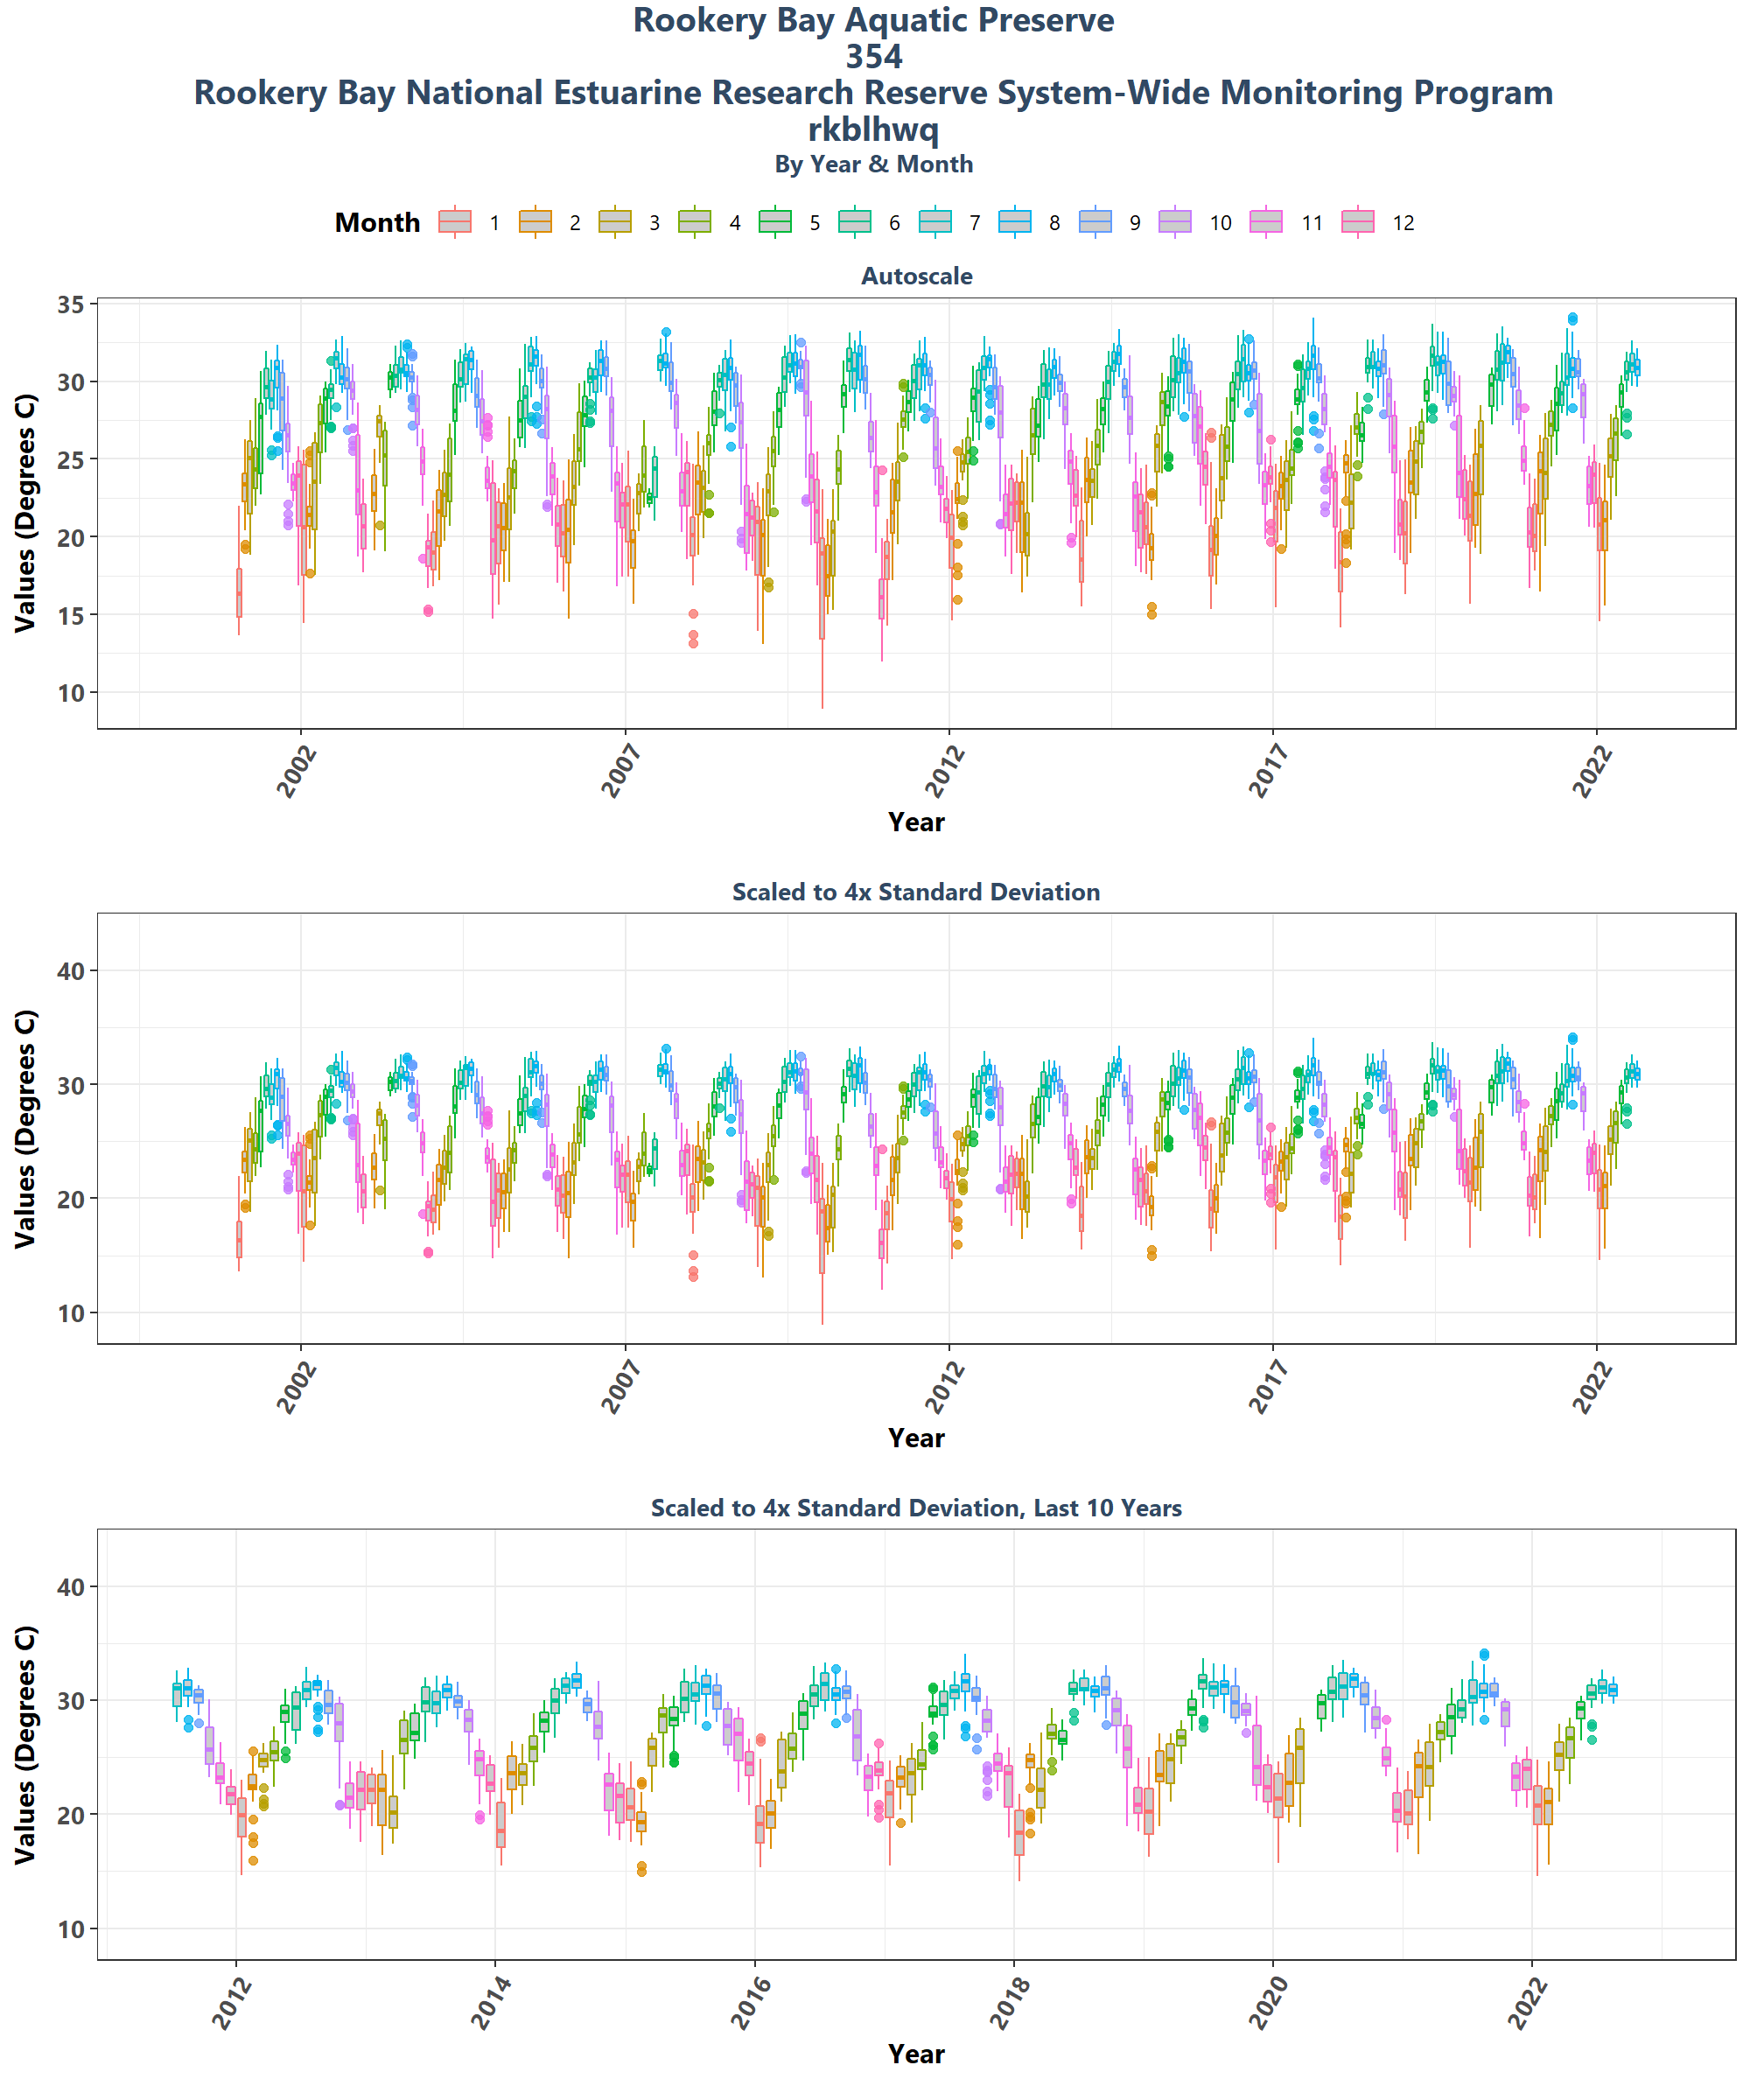 Rookery Bay Aquatic Preserve
354
Rookery Bay National Estuarine Research Reserve System-Wide Monitoring Program
rkblhwq
By Year & Month
Month 1 2 3 4 5 6 7 8 9 10 11 12
Autoscale
Values (Degrees C)
35
30
25
20
15
10
2002 2007 2012 2017 2022
Year
Scaled to 4x Standard Deviation
Values (Degrees C)
40
30
20
10
2002 2007 2012 2017 2022
Year
Scaled to 4x Standard Deviation, Last 10 Years
Values (Degrees C)
40
30
20
10
2012 2014 2016 2018 2020 2022
Year